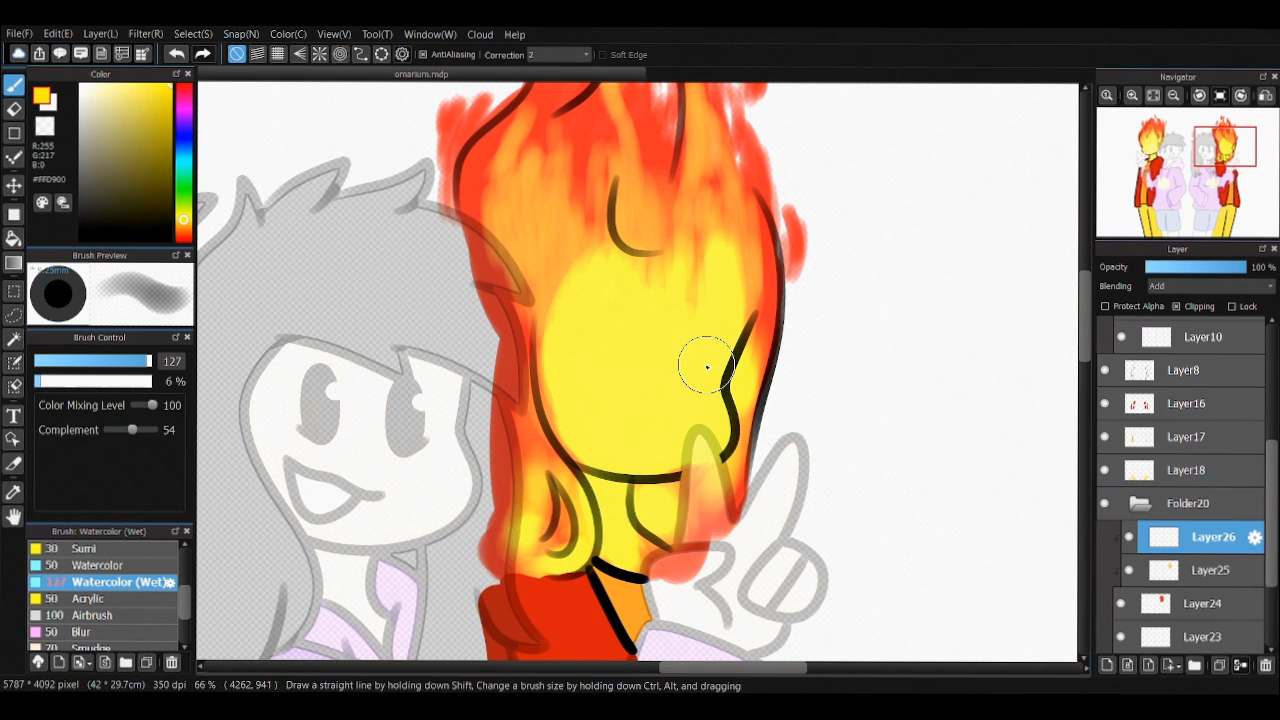 File(F) Edit(E) Layer(L) Filter(R) Select(S) Snap(N) Color(C) View(V) Tool(T) Window(W) Cloud Help
AntiAliasing Correction 2 Soft Edge
Color
omarium.mdp
Navigator
R:255
G:217
B:0
#FFD900
Brush Preview
Layer
Opacity 100 %
Blending Add
Protect Alpha Clipping Lock
Brush Control
127
6 %
Color Mixing Level 100
Complement 54
Layer10
Layer8
Layer16
Layer17
Layer18
Folder20
Layer26
Layer25
Layer24
Layer23
Brush: Watercolor (Wet)
30 Sumi
50 Watercolor
127 Watercolor (Wet)
50 Acrylic
100 Airbrush
50 Blur
Smudge
5787 * 4092 pixel (42 * 29.7cm) 350 dpi 66 % ( 4262, 941 ) Draw a straight line by holding down Shift, Change a brush size by holding down Ctrl, Alt, and dragging